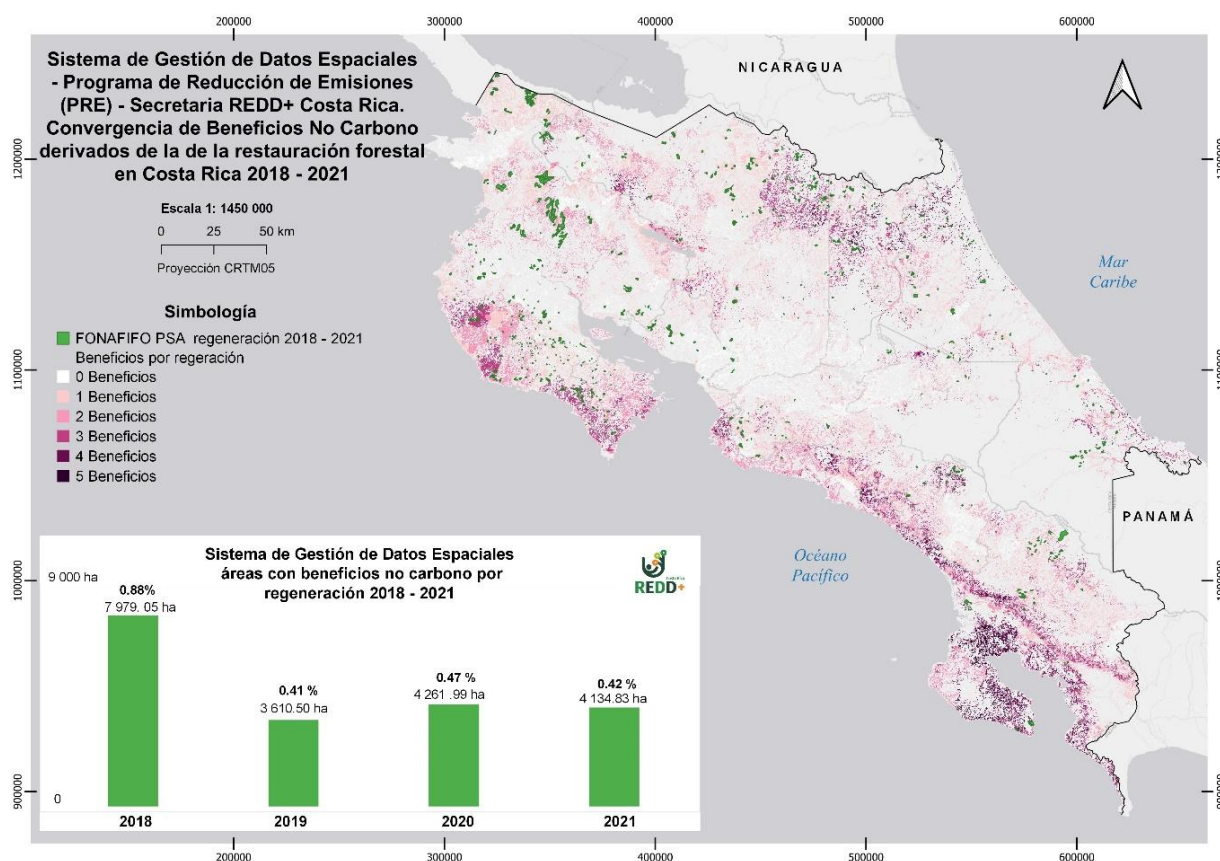 200000 300000 400000 500000 600000
Sistema de Gestión de Datos Espaciales
- Programa de Reducción de Emisiones
(PRE) - Secretaria REDD+ Costa Rica.
Convergencia de Beneficios No Carbono
derivados de la de la restauración forestal
en Costa Rica 2018 - 2021
Escala 1: 1450 000
0 25 50 km
Proyección CRTM05
Simbología
FONAFIFO PSA regeneración 2018 - 2021
Beneficios por regeración
0 Beneficios
1 Beneficios
2 Beneficios
3 Beneficios
4 Beneficios
5 Beneficios
NICARAGUA
Mar
Caribe
PANAMÁ
Océano
Pacífico
1200000
1100000
1000000
900000
1200000
1100000
1000000
900000
Sistema de Gestión de Datos Espaciales
áreas con beneficios no carbono por
regeneración 2018 - 2021
REDD+
9 000 ha
0.88%
7 979. 05 ha
0.41 %
3 610.50 ha
0.47 %
4 261 .99 ha
0.42 %
4 134.83 ha
0
2018 2019 2020 2021
200000 300000 400000 500000 600000